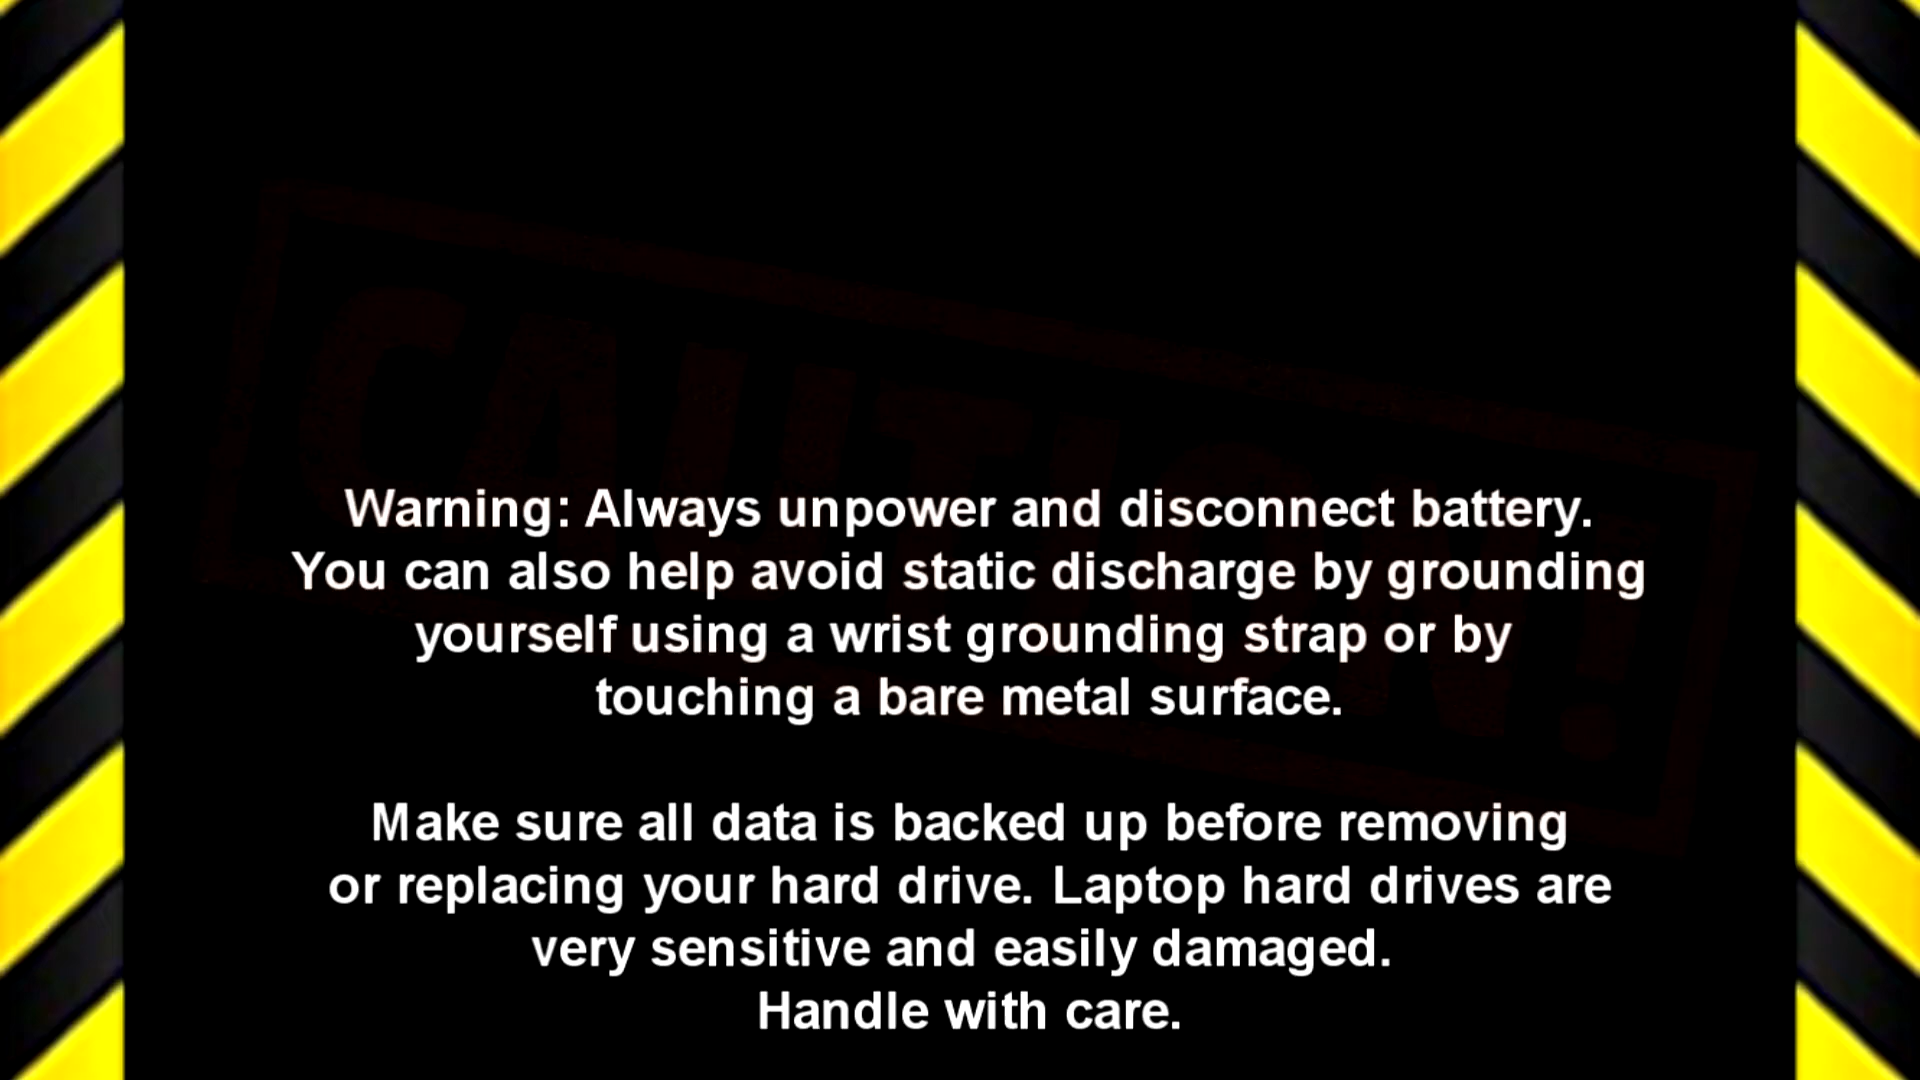 CAUTION!
Warning: Always unpower and disconnect battery.
You can also help avoid static discharge by grounding
yourself using a wrist grounding strap or by
touching a bare metal surface.
Make sure all data is backed up before removing
or replacing your hard drive. Laptop hard drives are
very sensitive and easily damaged.
Handle with care.